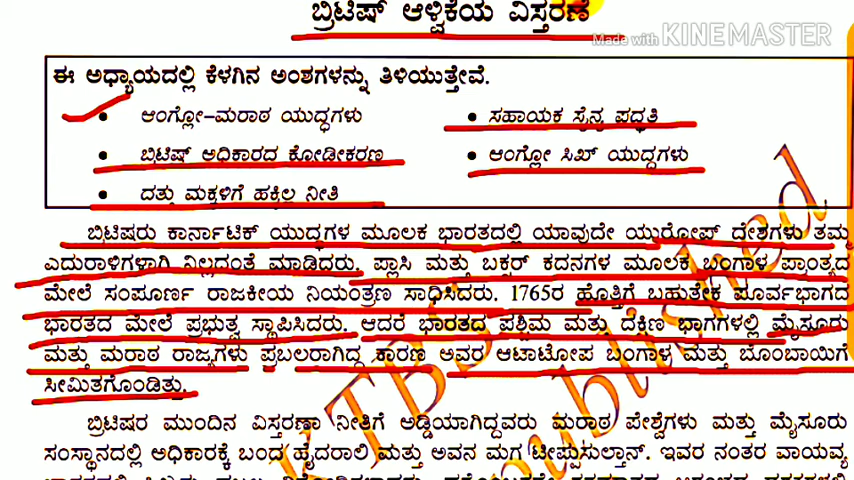 ಬ್ರಿಟಿಷ್ ಆಳ್ವಿಕೆಯ ವಿಸ್ತರಣೆ
Made with KINEMASTER
ಈ ಅಧ್ಯಾಯದಲ್ಲಿ ಕೆಳಗಿನ ಅಂಶಗಳನ್ನು ತಿಳಿಯುತ್ತೇವೆ.
• ಆಂಗ್ಲೋ-ಮರಾಠ ಯುದ್ಧಗಳು
• ಸಹಾಯಕ ಸೈನ್ಯ ಪದ್ಧತಿ
• ಬ್ರಿಟಿಷ್ ಅಧಿಕಾರದ ಕ್ರೋಡೀಕರಣ
• ಆಂಗ್ಲೋ ಸಿಖ್ ಯುದ್ಧಗಳು
• ದತ್ತು ಮಕ್ಕಳಿಗೆ ಹಕ್ಕಿಲ್ಲ ನೀತಿ
ಬ್ರಿಟಿಷರು ಕಾರ್ನಾಟಿಕ್ ಯುದ್ಧಗಳ ಮೂಲಕ ಭಾರತದಲ್ಲಿ ಯಾವುದೇ ಯುರೋಪ್ ದೇಶಗಳು ತಮ್ಮ
ಎದುರಾಳಿಗಳಾಗಿ ನಿಲ್ಲದಂತೆ ಮಾಡಿದರು. ಪ್ಲಾಸಿ ಮತ್ತು ಬಕ್ಸರ್ ಕದನಗಳ ಮೂಲಕ ಬಂಗಾಳ ಪ್ರಾಂತ್ಯದ
ಮೇಲೆ ಸಂಪೂರ್ಣ ರಾಜಕೀಯ ನಿಯಂತ್ರಣ ಸಾಧಿಸಿದರು. 1765ರ ಹೊತ್ತಿಗೆ ಬಹುತೇಕ ಪೂರ್ವಭಾಗದ
ಭಾರತದ ಮೇಲೆ ಪ್ರಭುತ್ವ ಸ್ಥಾಪಿಸಿದರು. ಆದರೆ ಭಾರತದ ಪಶ್ಚಿಮ ಮತ್ತು ದಕ್ಷಿಣ ಭಾಗಗಳಲ್ಲಿ ಮೈಸೂರು
ಮತ್ತು ಮರಾಠ ರಾಜ್ಯಗಳು ಪ್ರಬಲರಾಗಿದ್ದ ಕಾರಣ ಅವರ ಆಟಾಟೋಪ ಬಂಗಾಳ ಮತ್ತು ಬೊಂಬಾಯಿಗೆ
ಸೀಮಿತಗೊಂಡಿತ್ತು.
ಬ್ರಿಟಿಷರ ಮುಂದಿನ ವಿಸ್ತರಣಾ ನೀತಿಗೆ ಅಡ್ಡಿಯಾಗಿದ್ದವರು ಮರಾಠ ಪೇಶ್ವೆಗಳು ಮತ್ತು ಮೈಸೂರು
ಸಂಸ್ಥಾನದಲ್ಲಿ ಅಧಿಕಾರಕ್ಕೆ ಬಂದ ಹೈದರಾಲಿ ಮತ್ತು ಅವನ ಮಗ ಟಿಪ್ಪುಸುಲ್ತಾನ್. ಇವರ ನಂತರ ವಾಯವ್ಯ